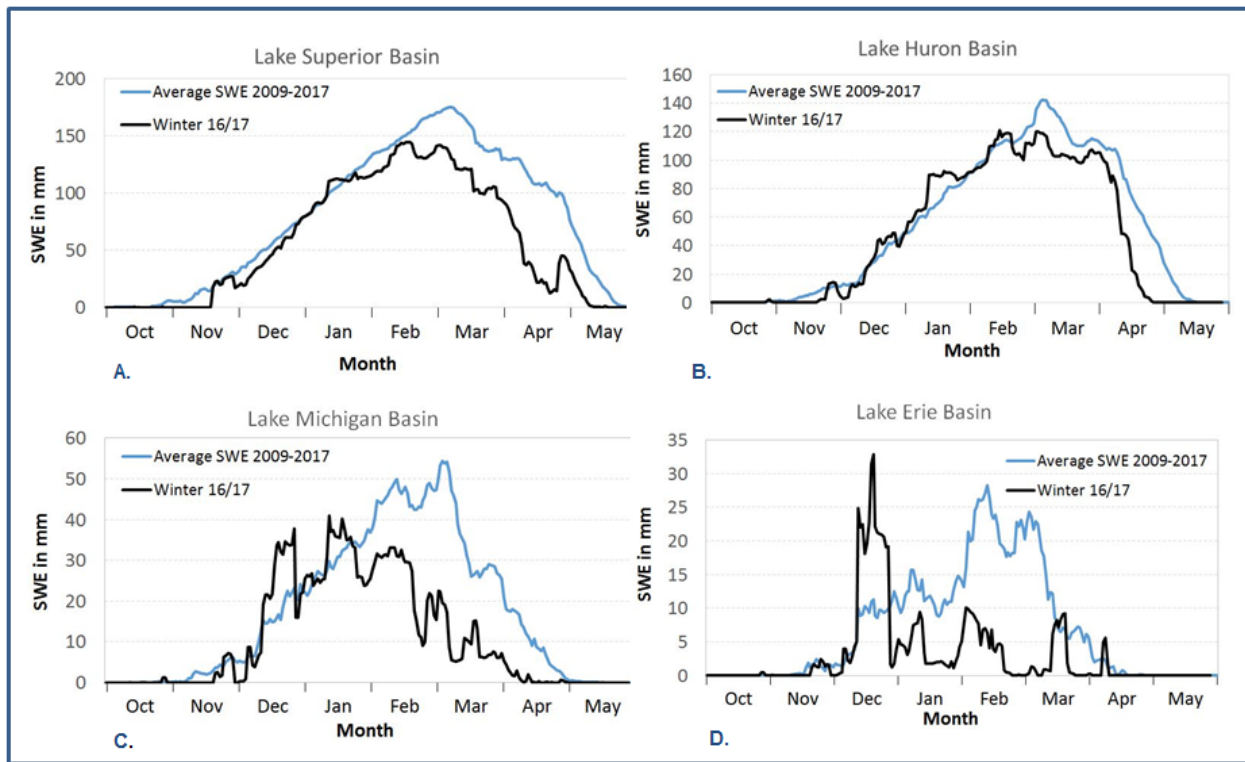 Lake Superior Basin
200
150
100
50
0
SWE in mm
Average SWE 2009-2017
Winter 16/17
Oct Nov Dec Jan Feb Mar Apr May
Month
A.
Lake Huron Basin
160
140
120
100
80
60
40
20
0
SWE in mm
Average SWE 2009-2017
Winter 16/17
Oct Nov Dec Jan Feb Mar Apr May
Month
B.
Lake Michigan Basin
60
50
40
30
20
10
0
SWE in mm
Average SWE 2009-2017
Winter 16/17
Oct Nov Dec Jan Feb Mar Apr May
Month
C.
Lake Erie Basin
35
30
25
20
15
10
5
0
SWE in mm
Average SWE 2009-2017
Winter 16/17
Oct Nov Dec Jan Feb Mar Apr May
Month
D.